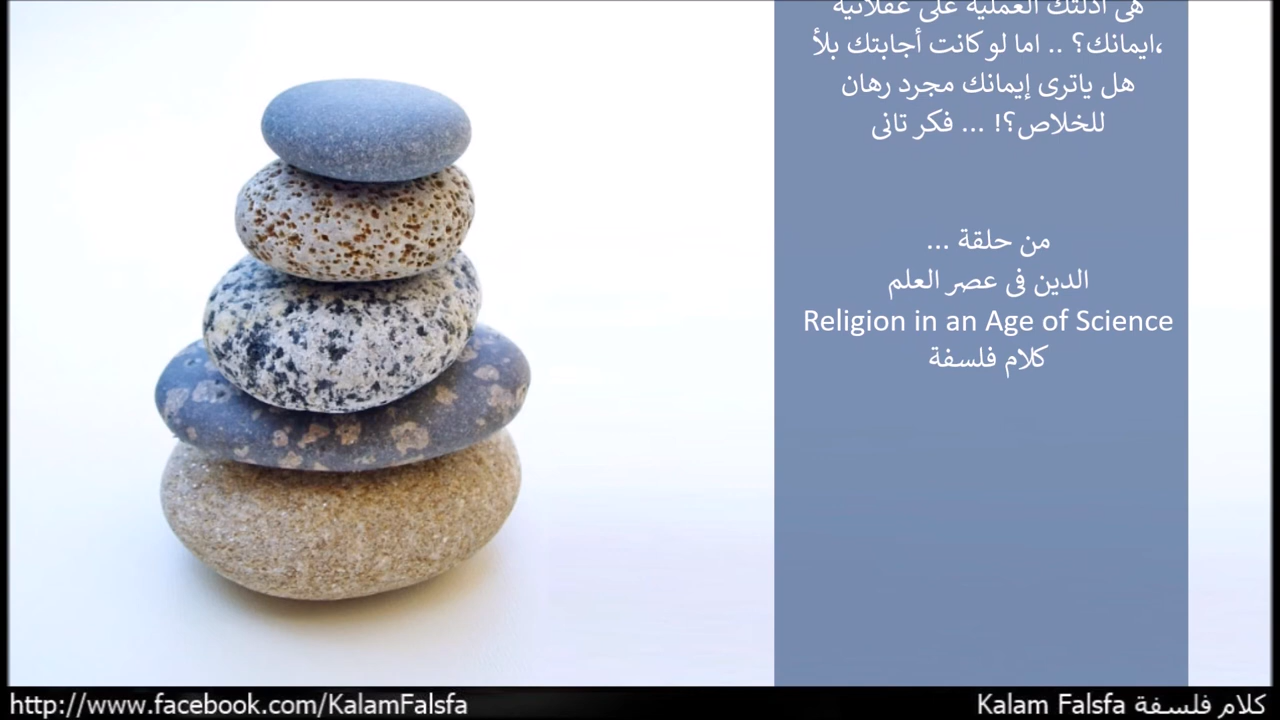 هى أدلتك العملية على عقلانية
ايمانك؟ .. اما لو كانت أجابتك بلأ،
هل ياترى إيمانك مجرد رهان
للخلاص؟! ... فكر تانى
من حلقة ...
الدين فى عصر العلم
Religion in an Age of Science
كلام فلسفة
http://www.facebook.com/KalamFalsfa
Kalam Falsfa كلام فلسفة